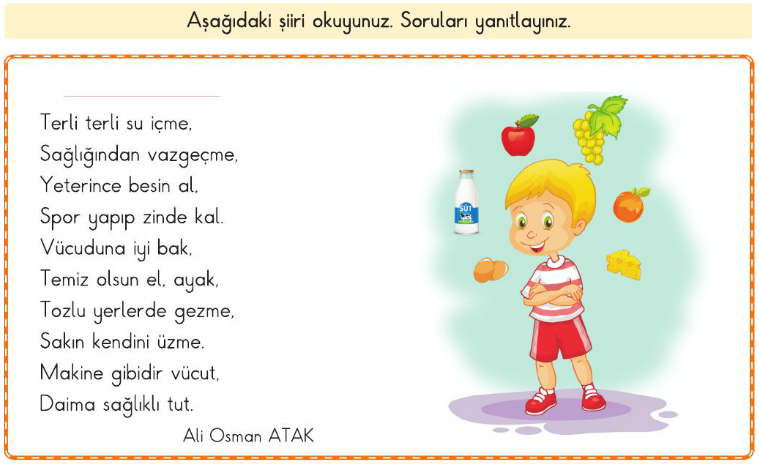 Aşağıdaki şiiri okuyunuz. Soruları yanıtlayınız.
Terli terli su içme,
Sağlığından vazgeçme,
Yeterince besin al,
Spor yapıp zinde kal.
Vücuduna iyi bak,
Temiz olsun el, ayak,
Tozlu yerlerde gezme,
Sakın kendini üzme.
Makine gibidir vücut,
Daima sağlıklı tut.
Ali Osman ATAK
SÜT